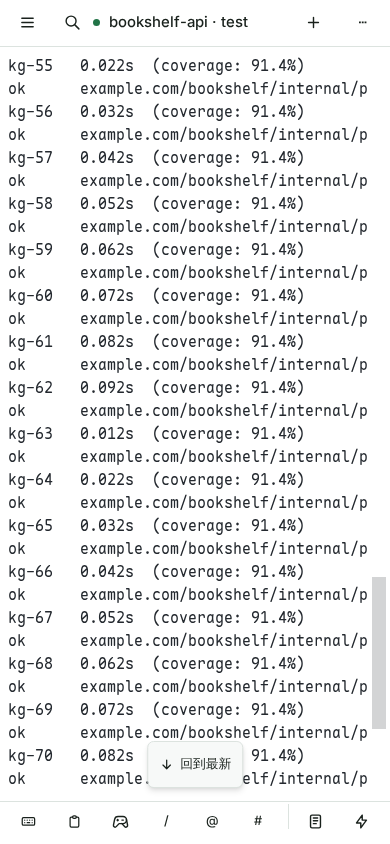 bookshelf-api · test
kg-55   0.022s  (coverage: 91.4%)
ok      example.com/bookshelf/internal/p
kg-56   0.032s  (coverage: 91.4%)
ok      example.com/bookshelf/internal/p
kg-57   0.042s  (coverage: 91.4%)
ok      example.com/bookshelf/internal/p
kg-58   0.052s  (coverage: 91.4%)
ok      example.com/bookshelf/internal/p
kg-59   0.062s  (coverage: 91.4%)
ok      example.com/bookshelf/internal/p
kg-60   0.072s  (coverage: 91.4%)
ok      example.com/bookshelf/internal/p
kg-61   0.082s  (coverage: 91.4%)
ok      example.com/bookshelf/internal/p
kg-62   0.092s  (coverage: 91.4%)
ok      example.com/bookshelf/internal/p
kg-63   0.012s  (coverage: 91.4%)
ok      example.com/bookshelf/internal/p
kg-64   0.022s  (coverage: 91.4%)
ok      example.com/bookshelf/internal/p
kg-65   0.032s  (coverage: 91.4%)
ok      example.com/bookshelf/internal/p
kg-66   0.042s  (coverage: 91.4%)
ok      example.com/bookshelf/internal/p
kg-67   0.052s  (coverage: 91.4%)
ok      example.com/bookshelf/internal/p
kg-68   0.062s  (coverage: 91.4%)
ok      example.com/bookshelf/internal/p
kg-69   0.072s  (coverage: 91.4%)
ok      example.com/bookshelf/internal/p
kg-70   0.082s  91.4%)
↓ 回到最新
ok      elf/internal/p
/ @ #